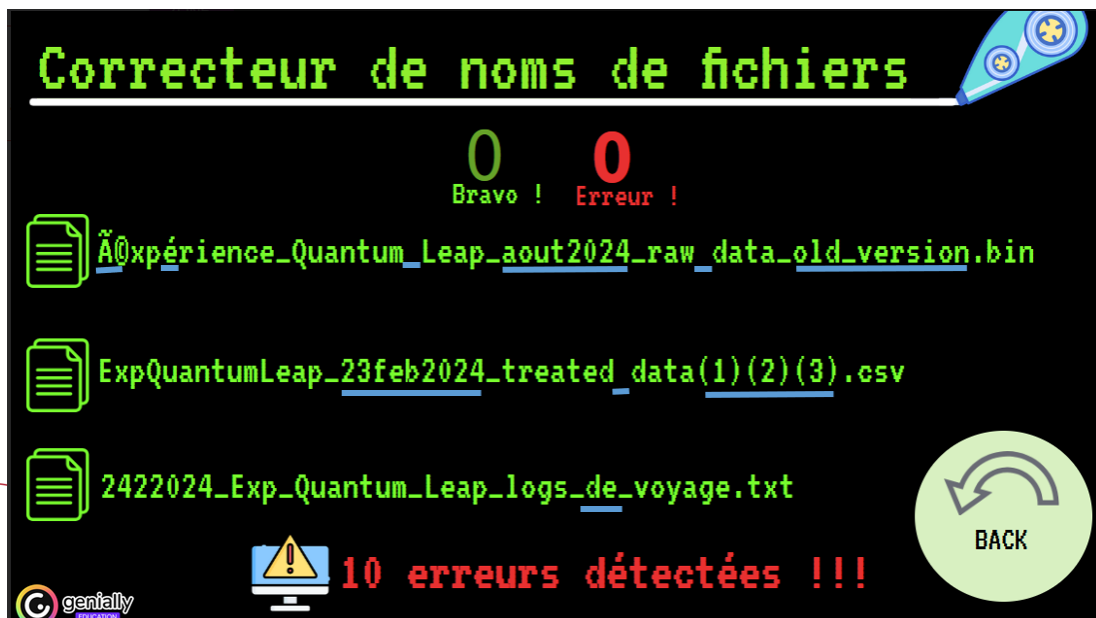 Correcteur de noms de fichiers
0 0
Bravo ! Erreur !
Ã©xpérience_Quantum_Leap_aout2024_raw_data_old_version.bin
ExpQuantumLeap_23feb2024_treated_data(1)(2)(3).csv
2422024_Exp_Quantum_Leap_logs_de_voyage.txt
BACK
10 erreurs détectées !!!
genially
EDUCATION